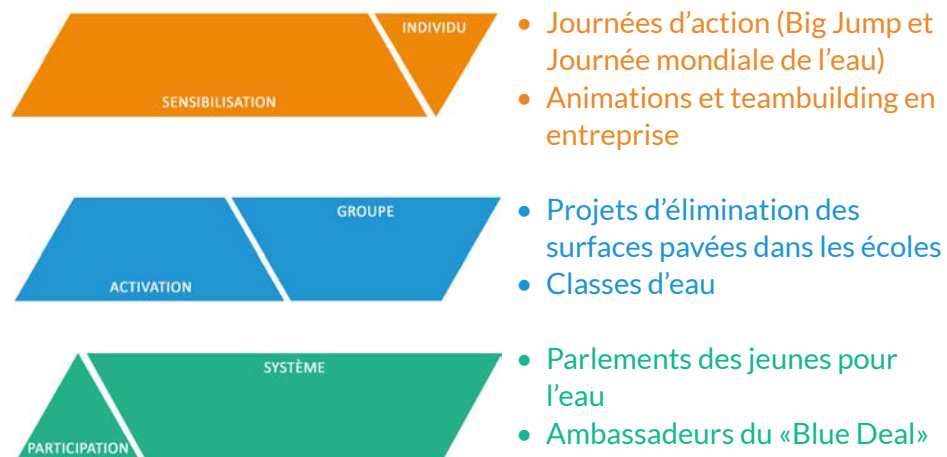 INDIVIDU
SENSIBILISATION
• Journées d’action (Big Jump et
Journée mondiale de l’eau)
• Animations et teambuilding en
entreprise
GROUPE
ACTIVATION
• Projets d’élimination des
surfaces pavées dans les écoles
• Classes d’eau
SYSTÈME
PARTICIPATION
• Parlements des jeunes pour
l’eau
• Ambassadeurs du «Blue Deal»